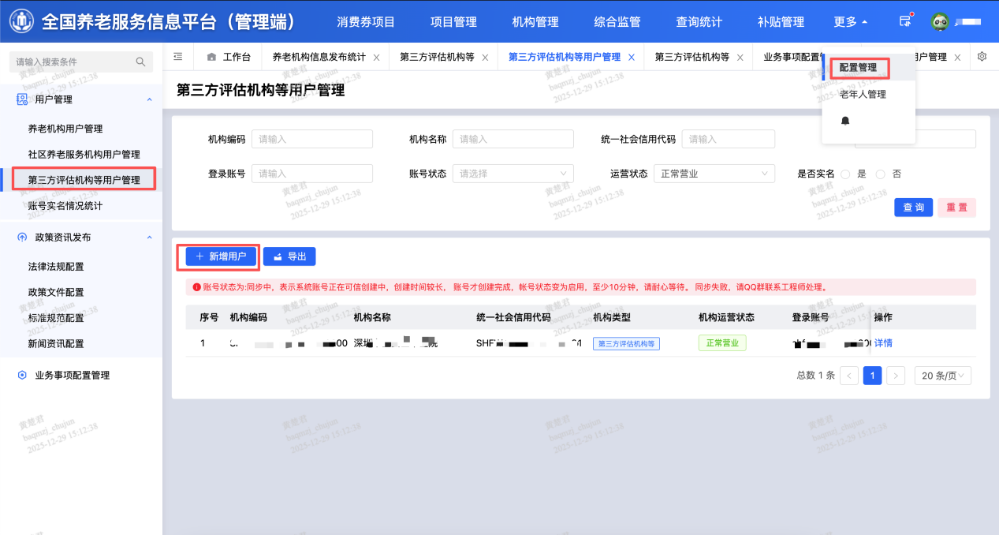 全国养老服务信息平台（管理端） 消费券项目 项目管理 机构管理 综合监管 查询统计 补贴管理 更多
请输入搜索条件 工作台 养老机构信息发布统计 第三方评估机构等 第三方评估机构等用户管理 第三方评估机构等 业务事项配置 户管理
配置管理
老年人管理
第三方评估机构等用户管理
用户管理
养老机构用户管理
社区养老服务机构用户管理
第三方评估机构等用户管理
账号实名情况统计
政策资讯发布
法律法规配置
政策文件配置
标准规范配置
新闻资讯配置
业务事项配置管理
机构编码 请输入 机构名称 请输入 统一社会信用代码 请输入
登录账号 请输入 账号状态 请选择 运营状态 正常营业 是否实名 是 否
查 询 重 置
新增用户 导出
账号状态为:同步中，表示系统账号正在可信创建中，创建时间较长， 账号才创建完成，帐号状态变为启用，至少10分钟，请耐心等待。 同步失败，请QQ群联系工程师处理。
序号 机构编码 机构名称 统一社会信用代码 机构类型 机构运营状态 登录账号 操作
1 00 深圳 院 第三方评估机构等 正常营业 详情
总数 1 条 < 1 > 20 条/页
黄楚君
baqmzj_chujun
2025-12-29 15:12:38